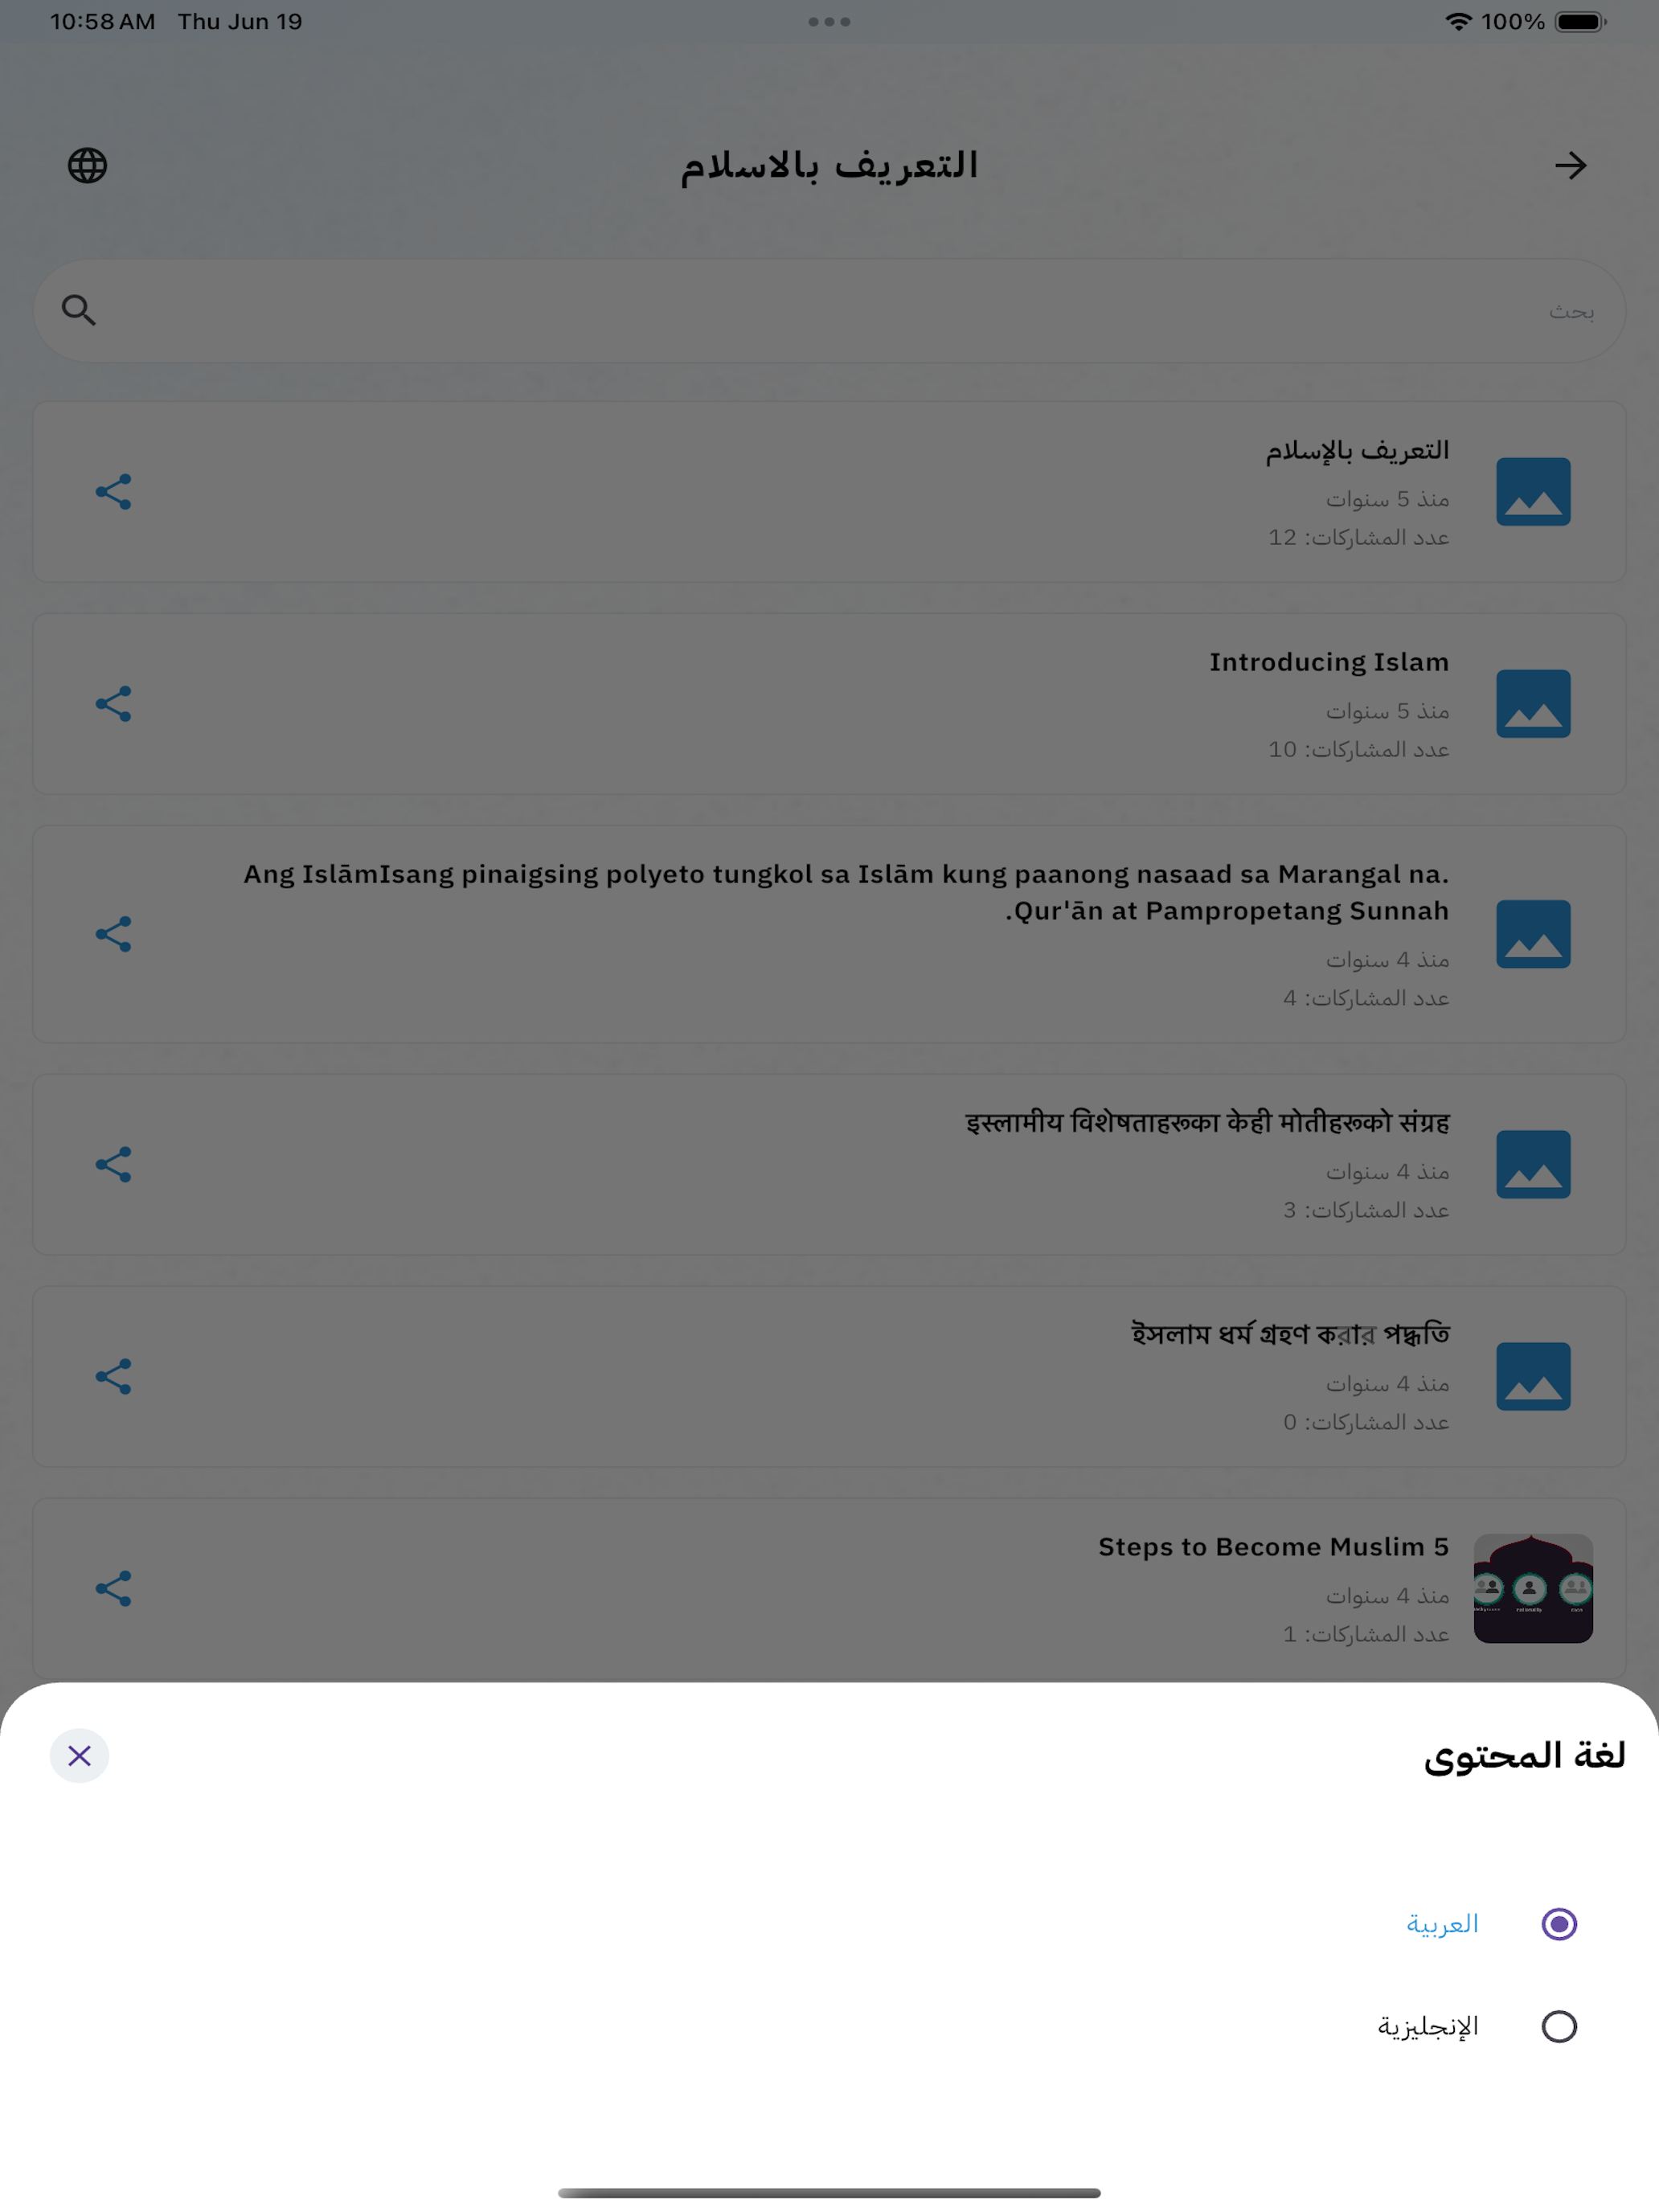 10:58 AM Thu Jun 19
100%
التعريف بالاسلام
بحث
التعريف بالإسلام
منذ 5 سنوات
عدد المشاركات: 12
Introducing Islam
منذ 5 سنوات
عدد المشاركات: 10
Ang IslāmIsang pinaigsing polyeto tungkol sa Islām kung paanong nasaad sa Marangal na.
.Qur'ān at Pampropetang Sunnah
منذ 4 سنوات
عدد المشاركات: 4
इस्लामीय विशेषताहरूका केही मोतीहरूको संग्रह
منذ 4 سنوات
عدد المشاركات: 3
ইসলাম ধর্ম গ্রহণ করার পদ্ধতি
منذ 4 سنوات
عدد المشاركات: 0
Steps to Become Muslim 5
منذ 4 سنوات
عدد المشاركات: 1
لغة المحتوى
العربية
الإنجليزية